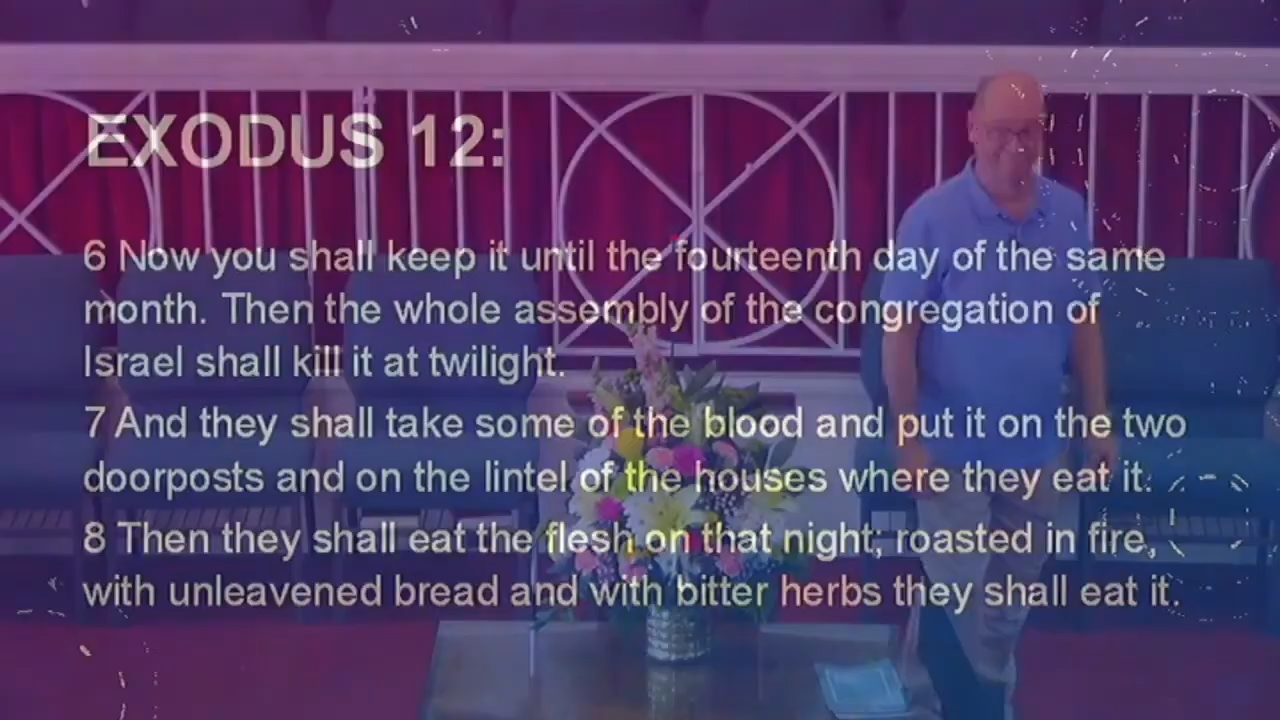 EXODUS 12:
6 Now you shall keep it until the fourteenth day of the same
month. Then the whole assembly of the congregation of
Israel shall kill it at twilight.
7 And they shall take some of the blood and put it on the two
doorposts and on the lintel of the houses where they eat it.
8 Then they shall eat the flesh on that night; roasted in fire,
with unleavened bread and with bitter herbs they shall eat it.